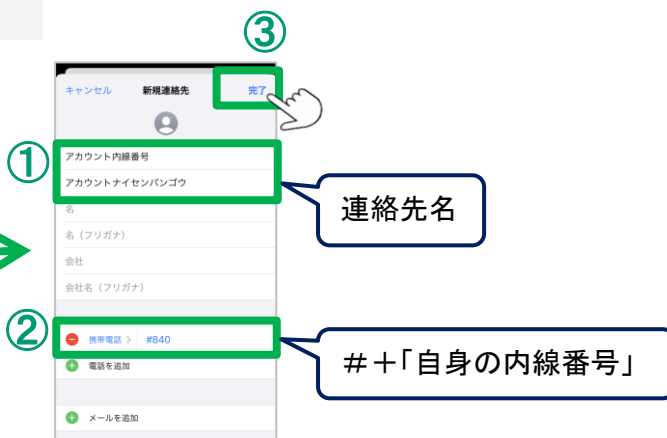 ③
キャンセル 新規連絡先 完了
①
アカウント内線番号
アカウントナイセンバンゴウ
連絡先名
名
名（フリガナ）
会社
会社名（フリガナ）
②
携帯電話 > #840
#＋「自身の内線番号」
電話を追加
メールを追加